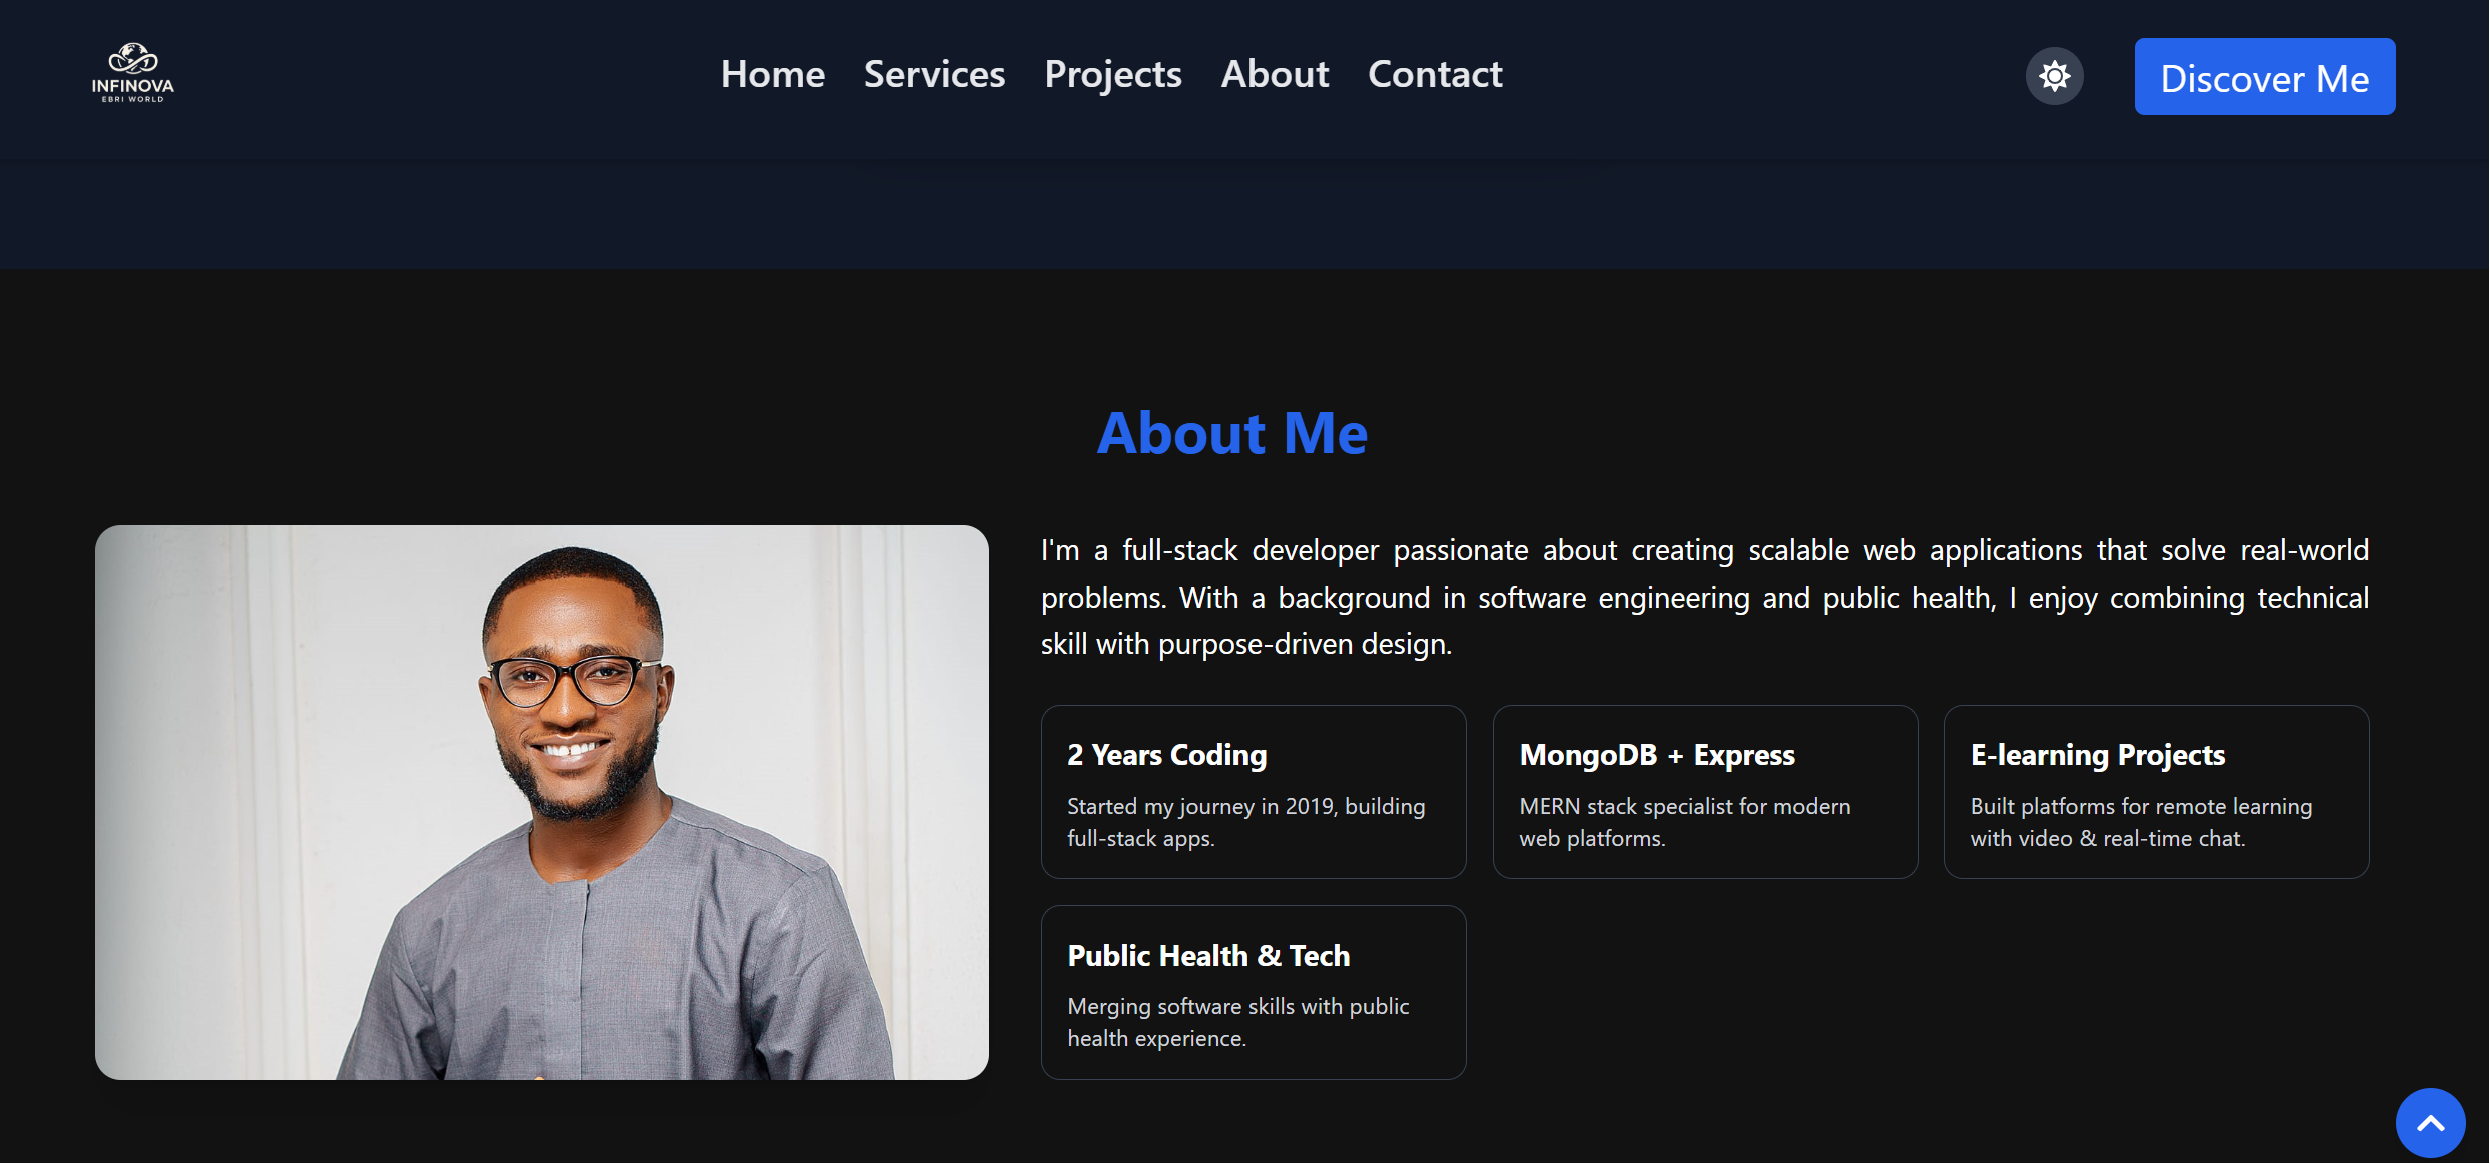 INFINOVA
EBRI WORLD
Home Services Projects About Contact
Discover Me
About Me
I'm a full-stack developer passionate about creating scalable web applications that solve real-world
problems. With a background in software engineering and public health, I enjoy combining technical
skill with purpose-driven design.
2 Years Coding
Started my journey in 2019, building
full-stack apps.
MongoDB + Express
MERN stack specialist for modern
web platforms.
E-learning Projects
Built platforms for remote learning
with video & real-time chat.
Public Health & Tech
Merging software skills with public
health experience.